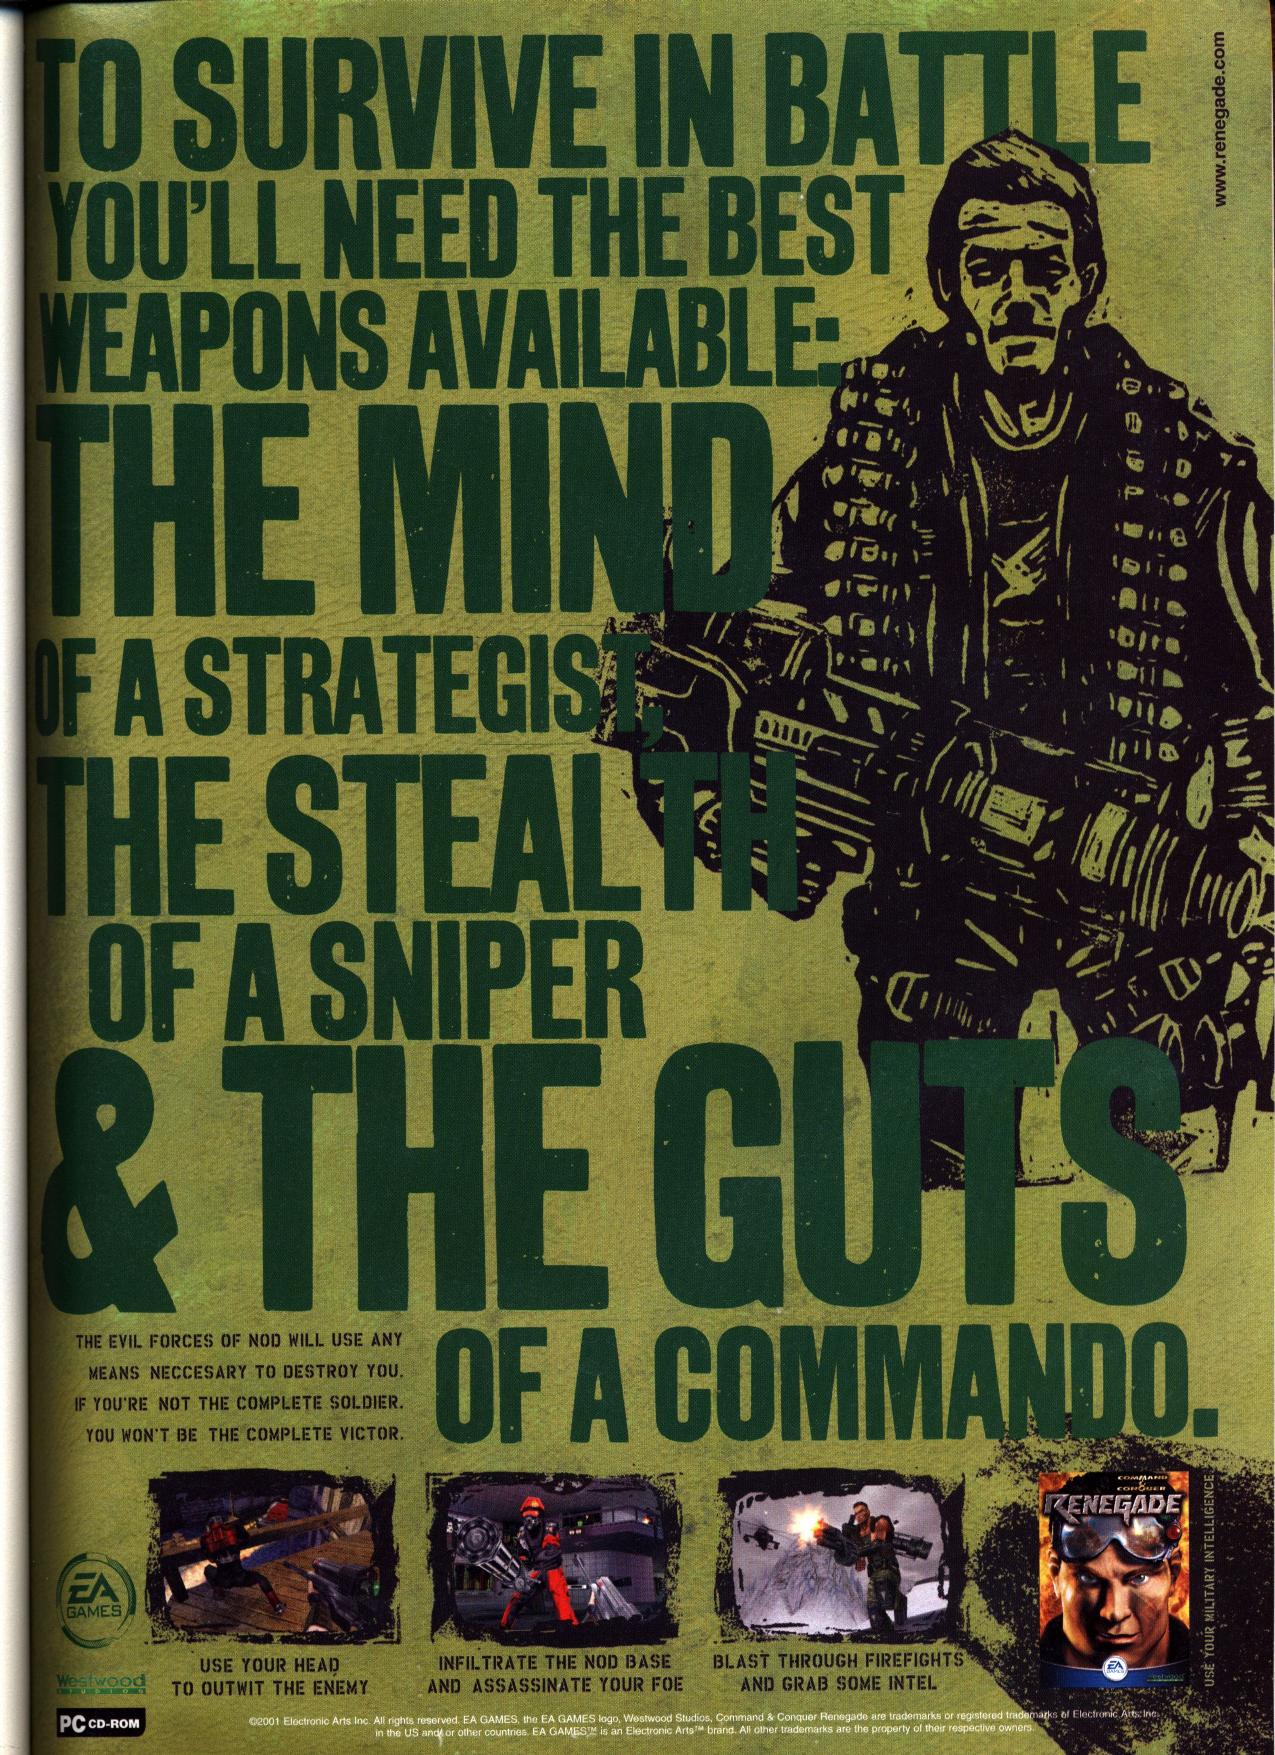 www.renegade.com
TO SURVIVE IN BATTLE
YOU'LL NEED THE BEST
WEAPONS AVAILABLE:
THE MIND
OF A STRATEGIST,
THE STEALTH
OF A SNIPER
& THE GUTS
OF A COMMANDO.
THE EVIL FORCES OF NOD WILL USE ANY
MEANS NECCESARY TO DESTROY YOU.
IF YOU'RE NOT THE COMPLETE SOLDIER.
YOU WON'T BE THE COMPLETE VICTOR.
EA
GAMES
Westwood
STUDIOS
PC CD-ROM
USE YOUR HEAD
TO OUTWIT THE ENEMY
INFILTRATE THE NOD BASE
AND ASSASSINATE YOUR FOE
BLAST THROUGH FIREFIGHTS
AND GRAB SOME INTEL
COMMAND
&
CONQUER
RENEGADE
EA
GAMES
Westwood
USE YOUR MILITARY INTELLIGENCE.
©2001 Electronic Arts Inc. All rights reserved. EA GAMES, the EA GAMES logo, Westwood Studios, Command & Conquer Renegade are trademarks or registered trademarks of Electronic Arts Inc.
in the US and/ or other countries. EA GAMES™ is an Electronic Arts™ brand. All other trademarks are the property of their respective owners.